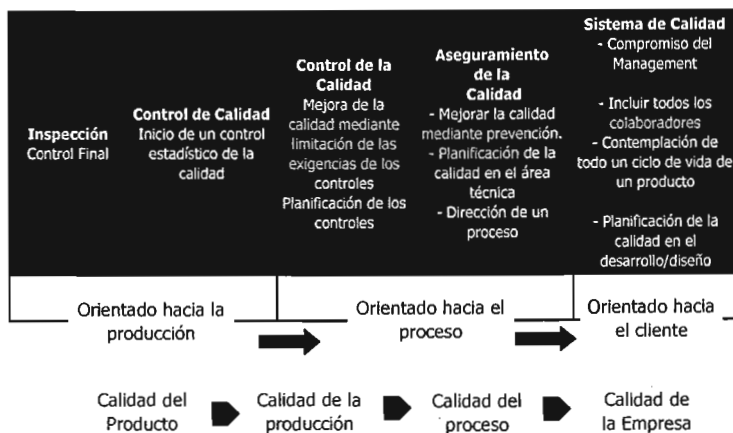 Inspección
Control Final
Control de Calidad
Inicio de un control
estadístico de la
calidad
Control de la
Calidad
Mejora de la
calidad mediante
limitación de las
exigencias de los
controles
Planificación de los
controles
Aseguramiento
de la
Calidad
- Mejorar la calidad
mediante prevención.
- Planificación de la
calidad en el área
técnica
- Dirección de un
proceso
Sistema de Calidad
- Compromiso del
Management
- Incluir todos los
colaboradores
- Contemplación de
todo un ciclo de vida de
un producto
- Planificación de la
calidad en el
desarrollo/diseño
Orientado hacia la
producción
Orientado hacia el
proceso
Orientado hacia
el cliente
Calidad del
Producto
Calidad de la
producción
Calidad del
proceso
Calidad de
la Empresa